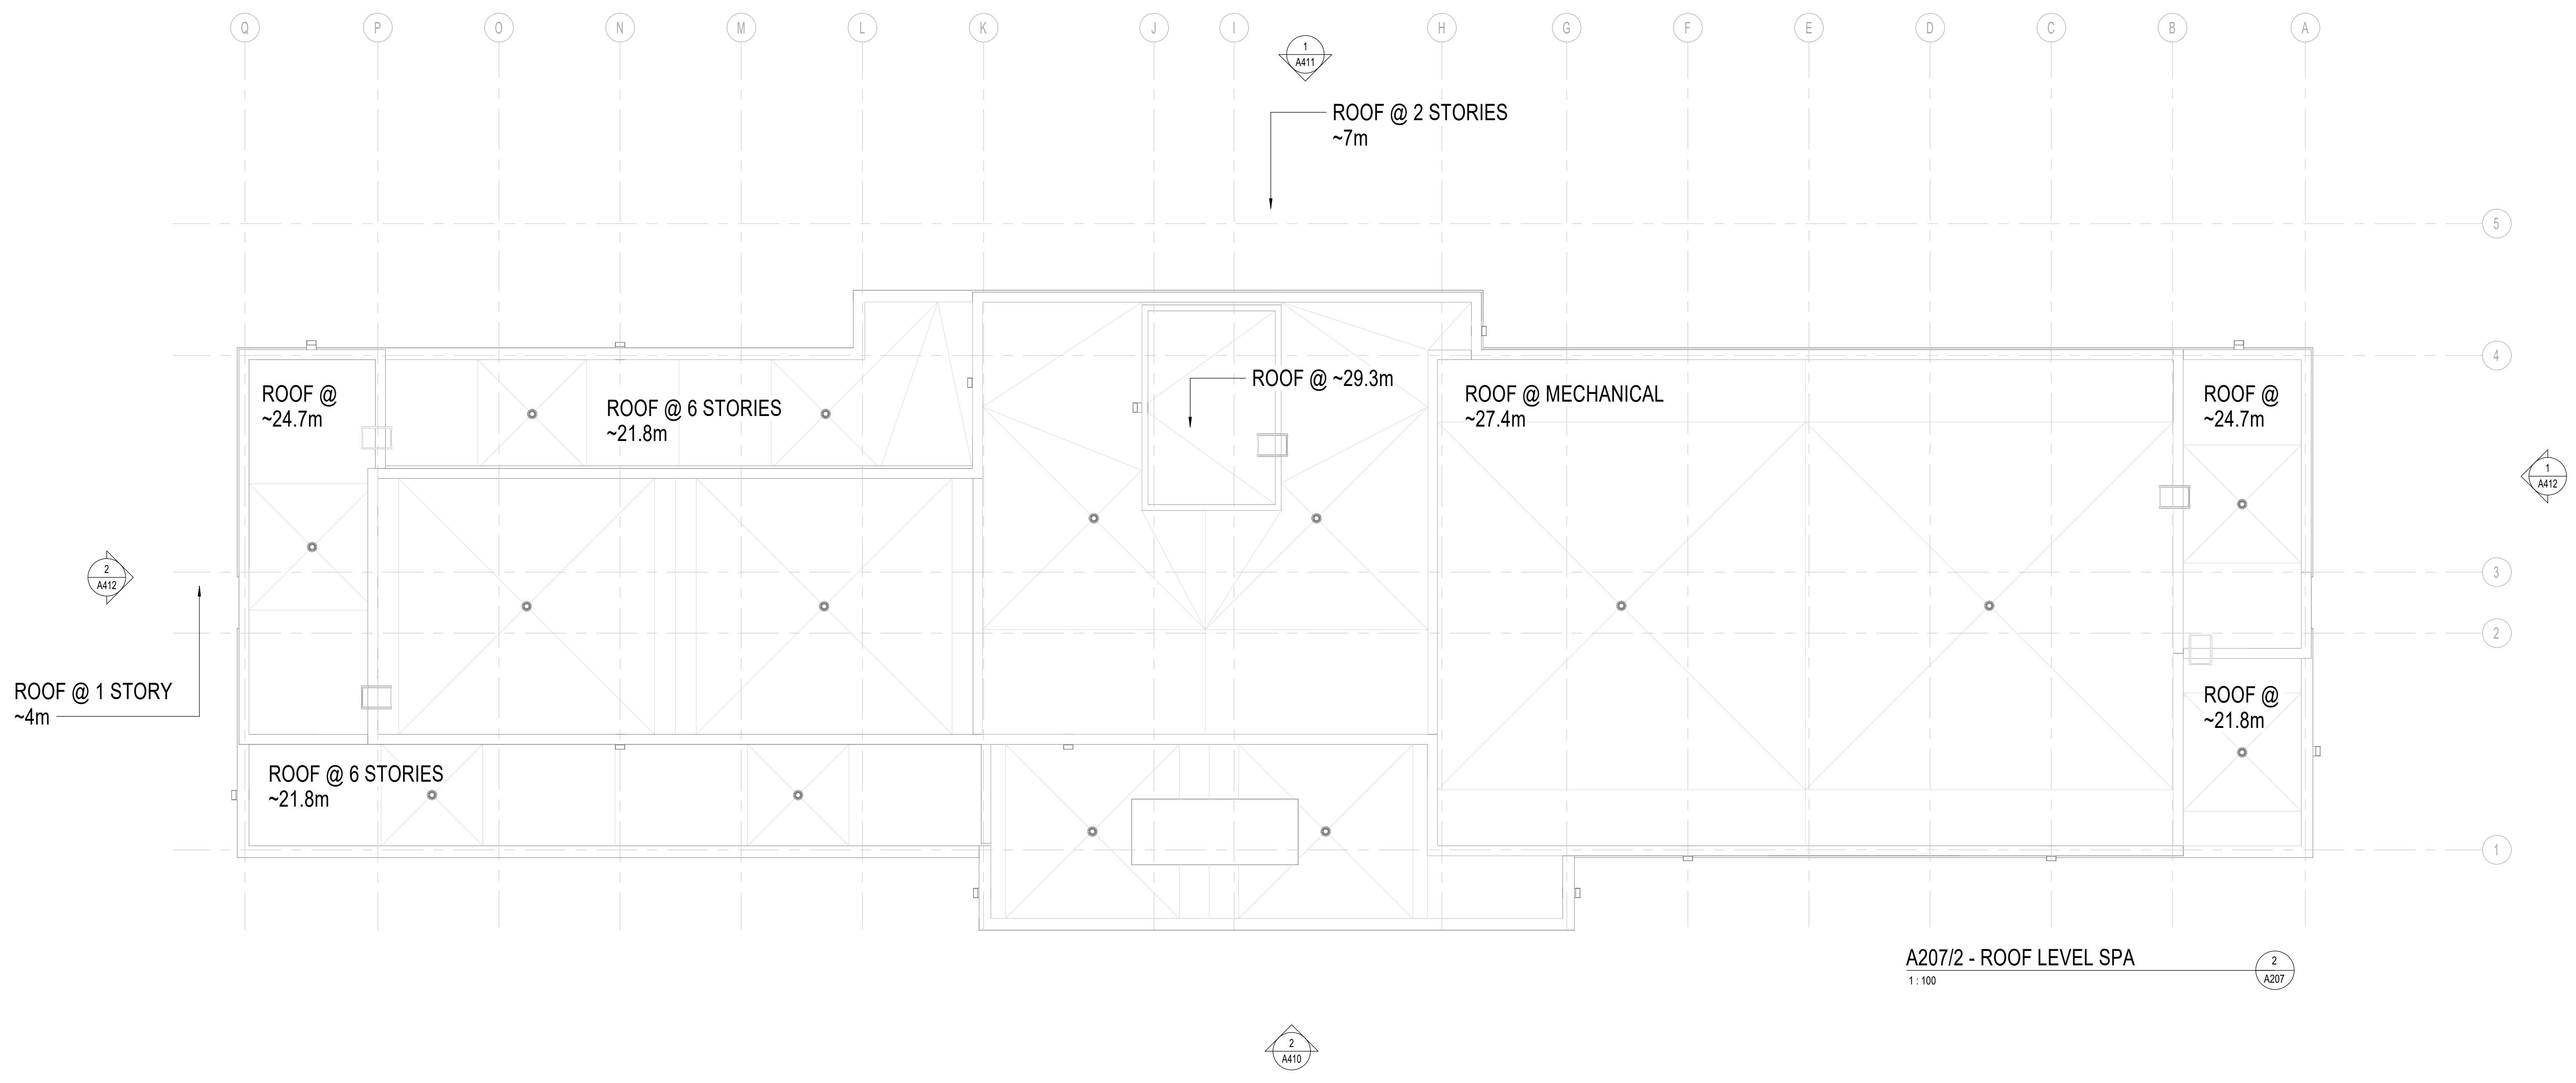 Q P O N M L K J I H G F E D C B A
1
A411
ROOF @ 2 STORIES
~7m
5
4
ROOF @
~24.7m
ROOF @ 6 STORIES
~21.8m
ROOF @ ~29.3m
ROOF @ MECHANICAL
~27.4m
ROOF @
~24.7m
1
A412
2
A412
3
2
ROOF @ 1 STORY
~4m
ROOF @
~21.8m
ROOF @ 6 STORIES
~21.8m
1
A207/2 - ROOF LEVEL SPA
1 : 100
2
A207
2
A410